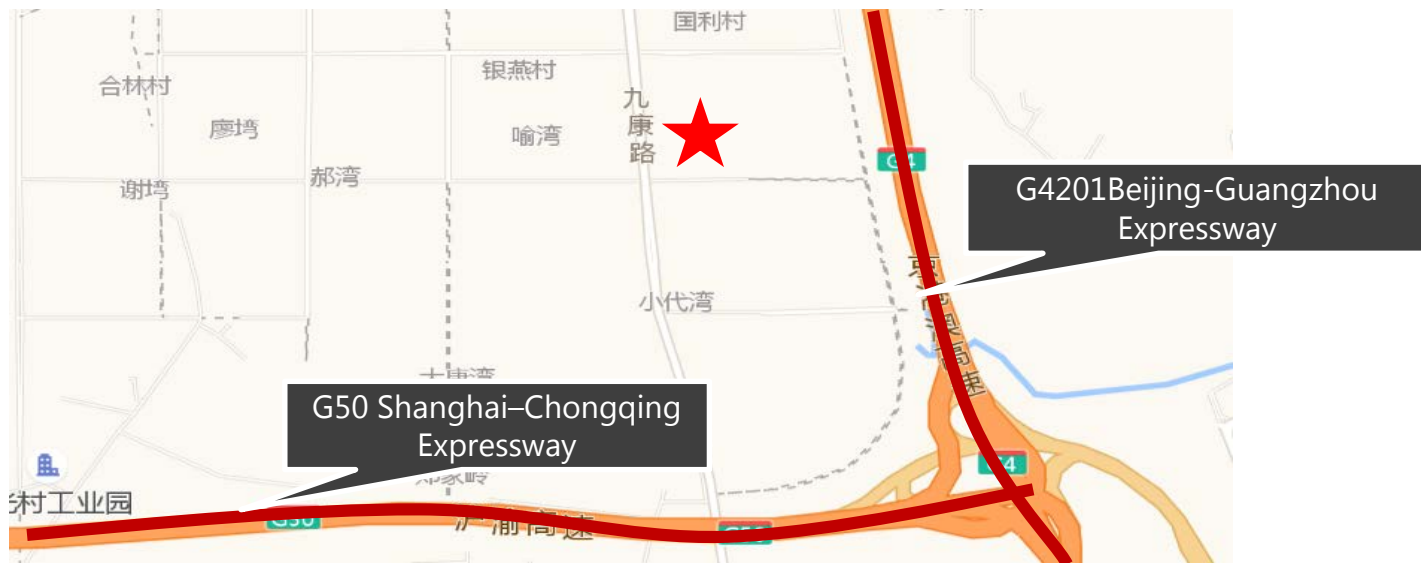 国利村
银燕村
合林村
九康路
廖塆
喻湾
G4
郝湾
谢塆
G4201Beijing-Guangzhou
Expressway
小代湾
G50 Shanghai–Chongqing
Expressway
G4
村工业园
G50
沪渝高速